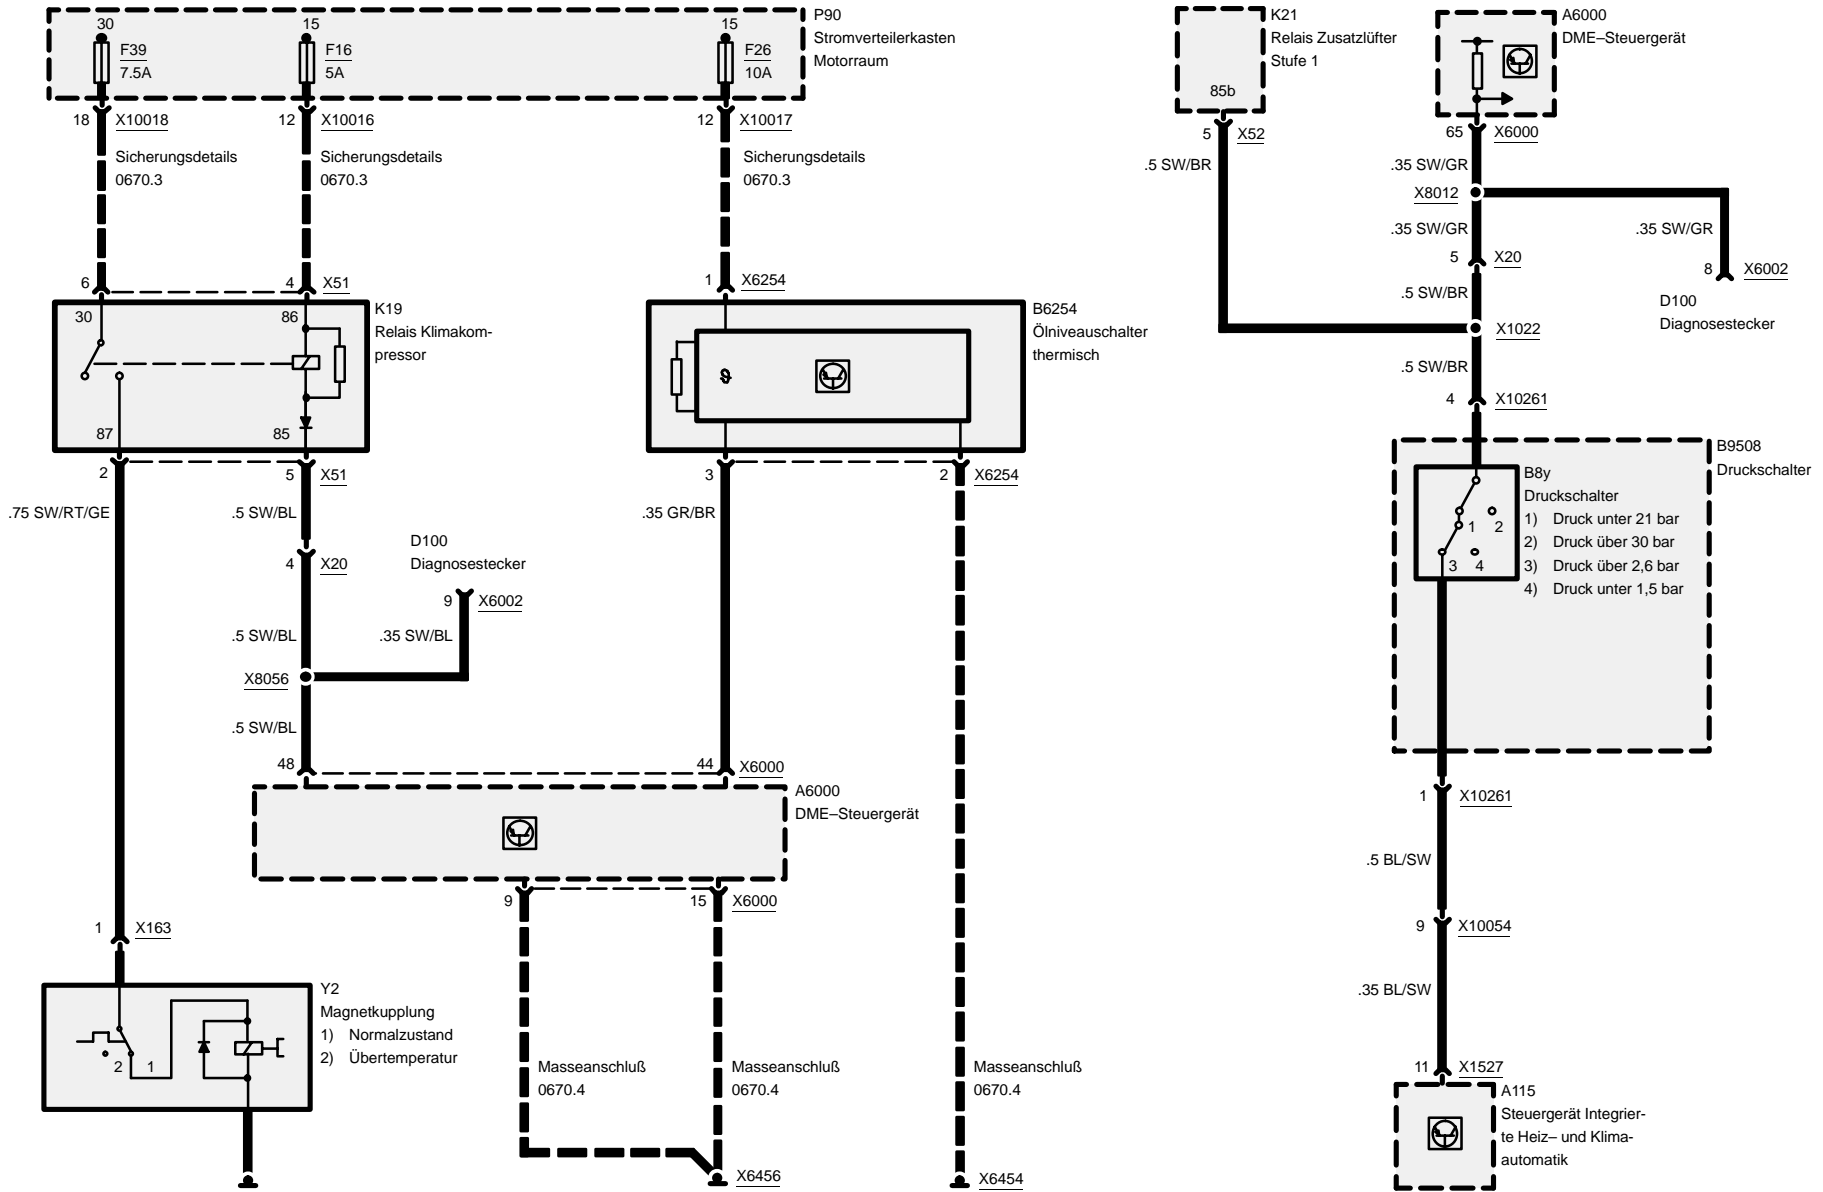 30
15
15
P90
Stromverteilerkasten
Motorraum
F39
7.5A
F16
5A
F26
10A
18
X10018
12
X10016
12
X10017
Sicherungsdetails
0670.3
Sicherungsdetails
0670.3
Sicherungsdetails
0670.3
6
4
X51
1
X6254
30
86
K19
Relais Klimakom-
pressor
87
85
B6254
Ölniveauschalter
thermisch
ϑ
2
5
X51
3
2
X6254
.75 SW/RT/GE
.5 SW/BL
.35 GR/BR
4
X20
D100
Diagnosestecker
9
X6002
.5 SW/BL
.35 SW/BL
X8056
.5 SW/BL
48
44
X6000
A6000
DME–Steuergerät
9
15
X6000
1
X163
Y2
Magnetkupplung
1) Normalzustand
2) Übertemperatur
2
1
Masseanschluß
0670.4
Masseanschluß
0670.4
Masseanschluß
0670.4
X6456
X6454
K21
Relais Zusatzlüfter
Stufe 1
85b
5
X52
.5 SW/BR
A6000
DME–Steuergerät
65
X6000
.35 SW/GR
X8012
.35 SW/GR
.35 SW/GR
5
X20
8
X6002
D100
Diagnosestecker
.5 SW/BR
X1022
.5 SW/BR
4
X10261
B9508
Druckschalter
B8y
Druckschalter
1) Druck unter 21 bar
2) Druck über 30 bar
3) Druck über 2,6 bar
4) Druck unter 1,5 bar
1
2
3
4
1
X10261
.5 BL/SW
9
X10054
.35 BL/SW
11
X1527
A115
Steuergerät Integrier-
te Heiz– und Klima-
automatik